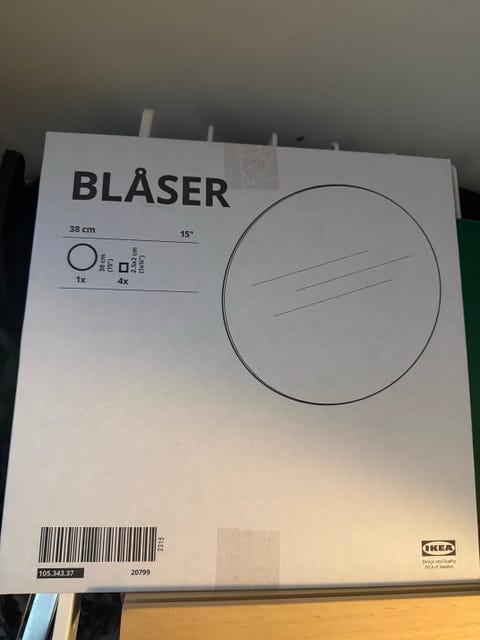 BLÅSER
38 cm 15"
38 cm
(15")
2.5x2 cm
(1x¾")
1x 4x
2315
105.343.37 20799
IKEA
Design and Quality
IKEA of Sweden